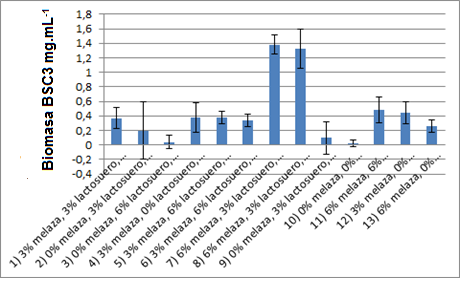 Biomasa BSC3 mg.mL-1
1,8
1,6
1,4
1,2
1
0,8
0,6
0,4
0,2
0
-0,2
-0,4
1) 3% melaza, 3% lactosuero,…
2) 0% melaza, 3% lactosuero,…
3) 0% melaza, 6% lactosuero,…
4) 3% melaza, 0% lactosuero,…
5) 3% melaza, 6% lactosuero,…
6) 3% melaza, 6% lactosuero,…
7) 6% melaza, 3% lactosuero,…
8) 6% melaza, 3% lactosuero,…
9) 0% melaza, 3% lactosuero,…
10) 0% melaza, 0%…
11) 6% melaza, 6%…
12) 3% melaza, 0%…
13) 6% melaza, 0%…